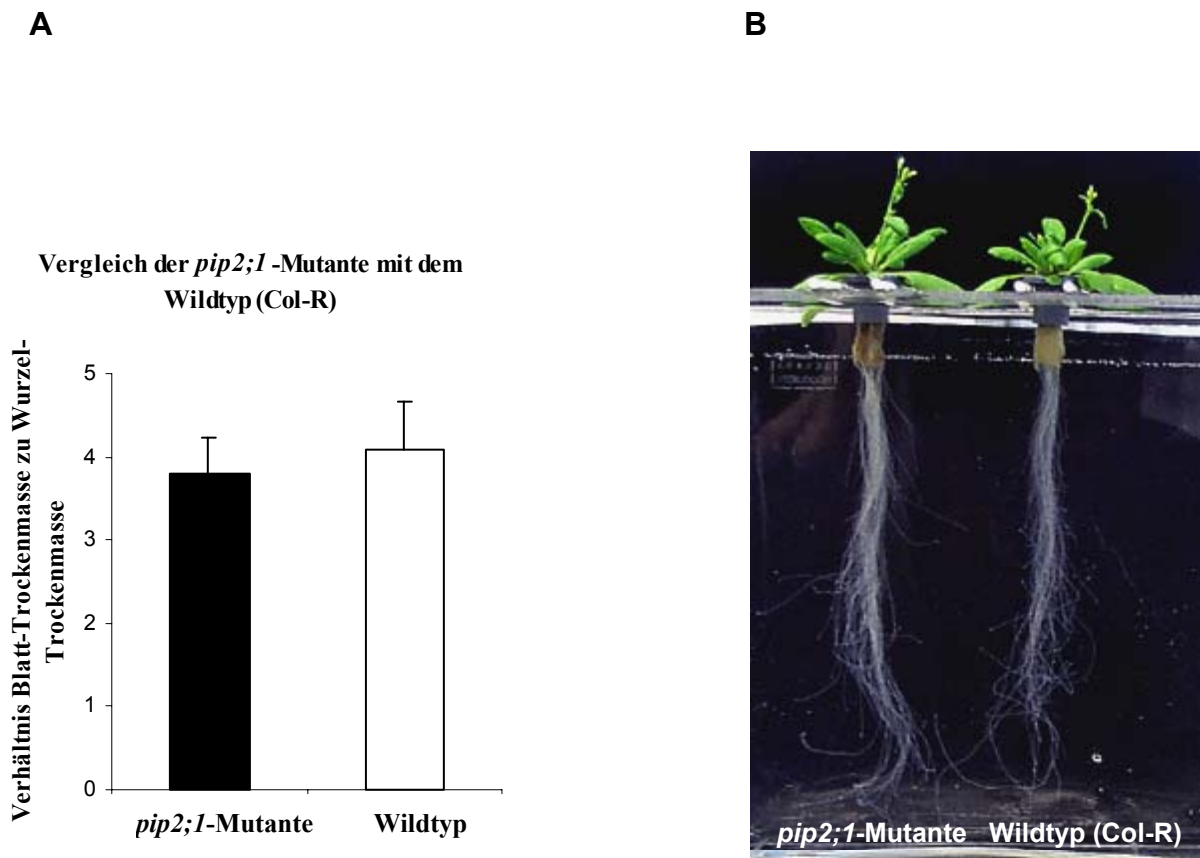 A
B
Vergleich der pip2;1 -Mutante mit dem
Wildtyp (Col-R)
Verhältnis Blatt-Trockenmasse zu Wurzel-
Trockenmasse
5
4
3
2
1
0
pip2;1-Mutante
Wildtyp
pip2;1-Mutante Wildtyp (Col-R)